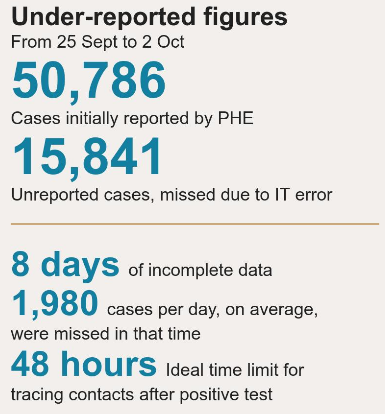 Under-reported figures
From 25 Sept to 2 Oct
50,786
Cases initially reported by PHE
15,841
Unreported cases, missed due to IT error
8 days of incomplete data
1,980 cases per day, on average,
were missed in that time
48 hours Ideal time limit for
tracing contacts after positive test